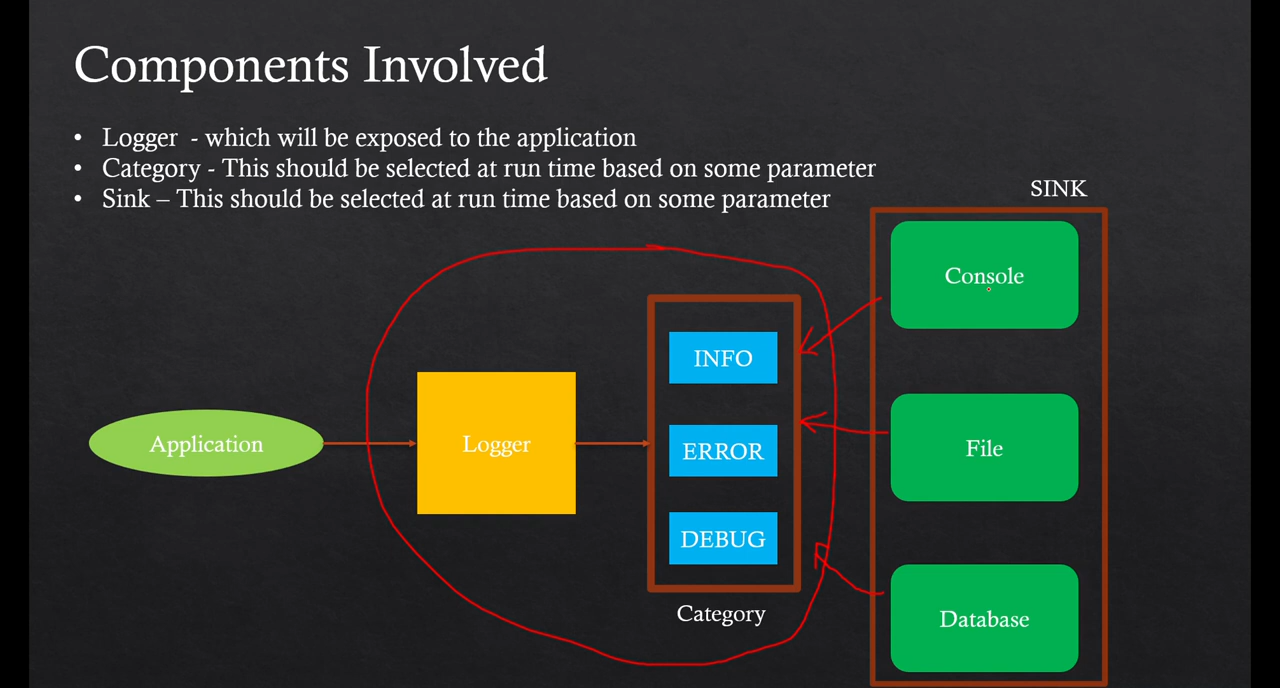 Components Involved
• Logger - which will be exposed to the application
• Category - This should be selected at run time based on some parameter
• Sink – This should be selected at run time based on some parameter
SINK
Console
INFO
Application
Logger
ERROR
File
DEBUG
Category
Database